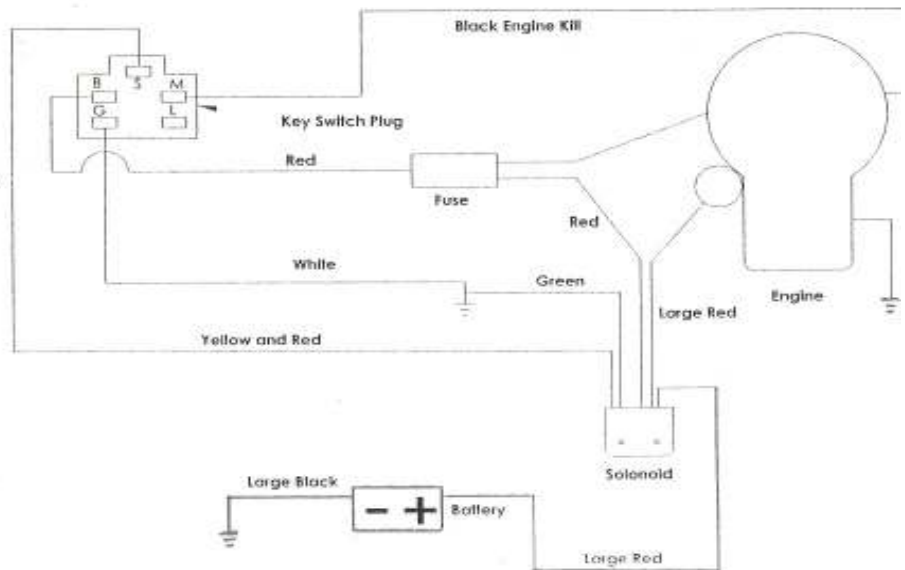 Black Engine Kill
B
S
M
G
L
Key Switch Plug
Red
Fuse
Red
White
Green
Engine
Large Red
Yellow and Red
Solonoid
Large Black
- +
Battery
Large Red